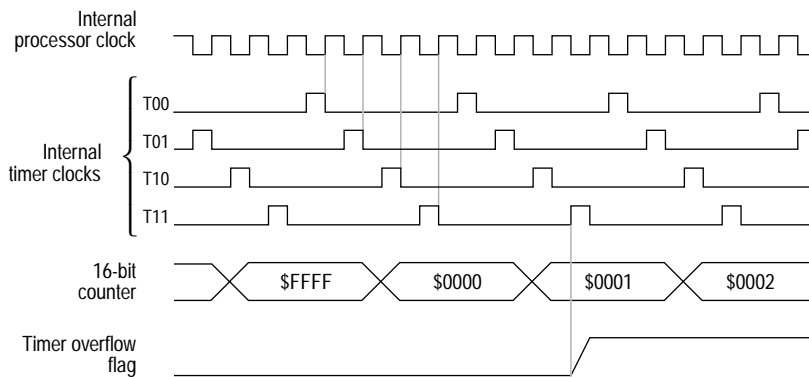 Internal
processor clock
Internal
timer clocks
T00
T01
T10
T11
16-bit
counter
$FFFF
$0000
$0001
$0002
Timer overflow
flag